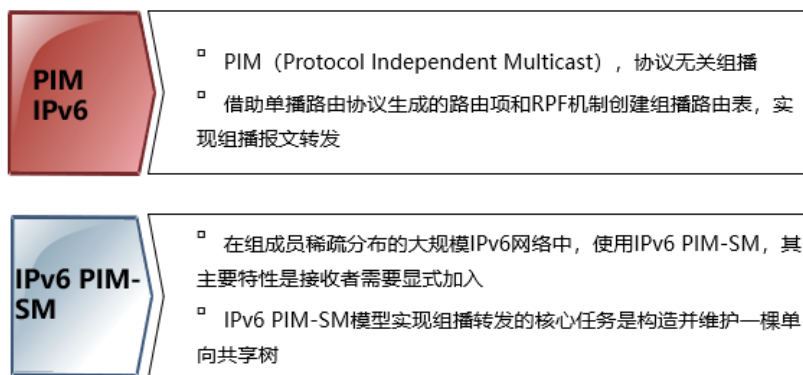 PIM
IPv6
▫ PIM（Protocol Independent Multicast），协议无关组播
▫ 借助单播路由协议生成的路由项和RPF机制创建组播路由表，实
现组播报文转发
IPv6 PIM-
SM
▫ 在组成员稀疏分布的大规模IPv6网络中，使用IPv6 PIM-SM，其
主要特性是接收者需要显式加入
▫ IPv6 PIM-SM模型实现组播转发的核心任务是构造并维护一棵单
向共享树